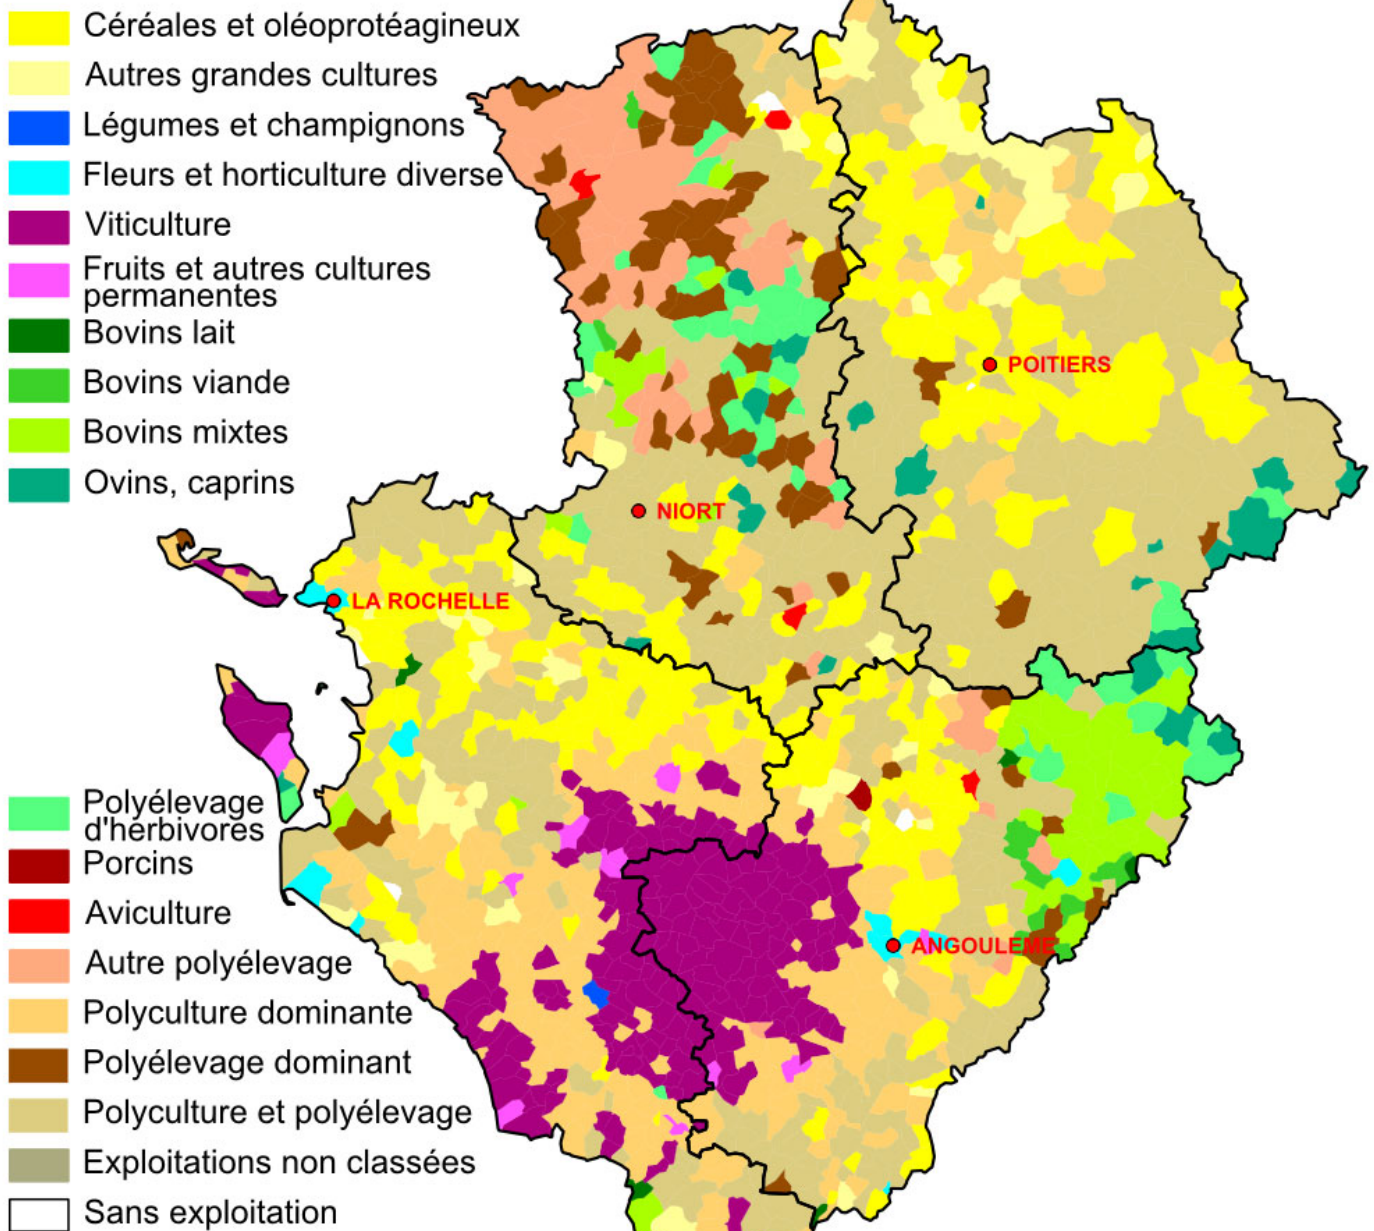 Céréales et oléoprotéagineux
Autres grandes cultures
Légumes et champignons
Fleurs et horticulture diverse
Viticulture
Fruits et autres cultures
permanentes
Bovins lait
Bovins viande
Bovins mixtes
Ovins, caprins
Polyélevage
d'herbivores
Porcins
Aviculture
Autre polyélevage
Polyculture dominante
Polyélevage dominant
Polyculture et polyélevage
Exploitations non classées
Sans exploitation
POITIERS
NIORT
LA ROCHELLE
ANGOULEME